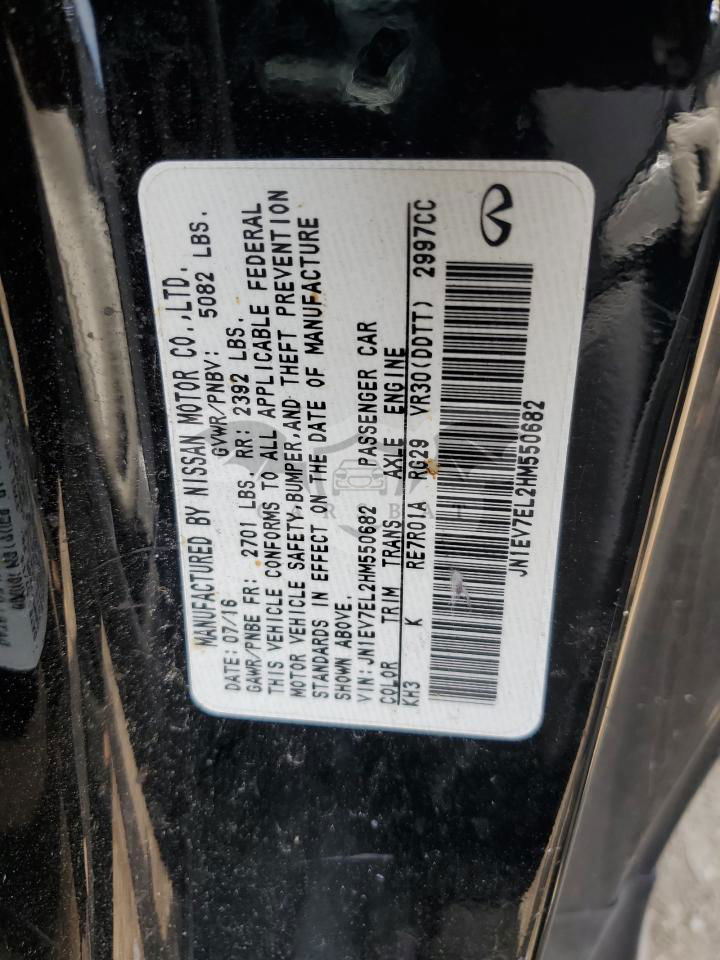 MANUFACTURED BY NISSAN MOTOR CO.,LTD.
DATE: 07/16 GVWR/PNBV: 5082 LBS.
GAWR/PNBE FR: 2701 LBS. RR: 2392 LBS.
THIS VEHICLE CONFORMS TO ALL APPLICABLE FEDERAL
MOTOR VEHICLE SAFETY,BUMPER,AND THEFT PREVENTION
STANDARDS IN EFFECT ON THE DATE OF MANUFACTURE
SHOWN ABOVE.
VIN: JN1EV7EL2HM550682 PASSENGER CAR
COLOR TRIM TRANS AXLE ENGINE
KH3 K RE7R01A RG29 VR30(DDTT) 2997CC
JN1EV7EL2HM550682